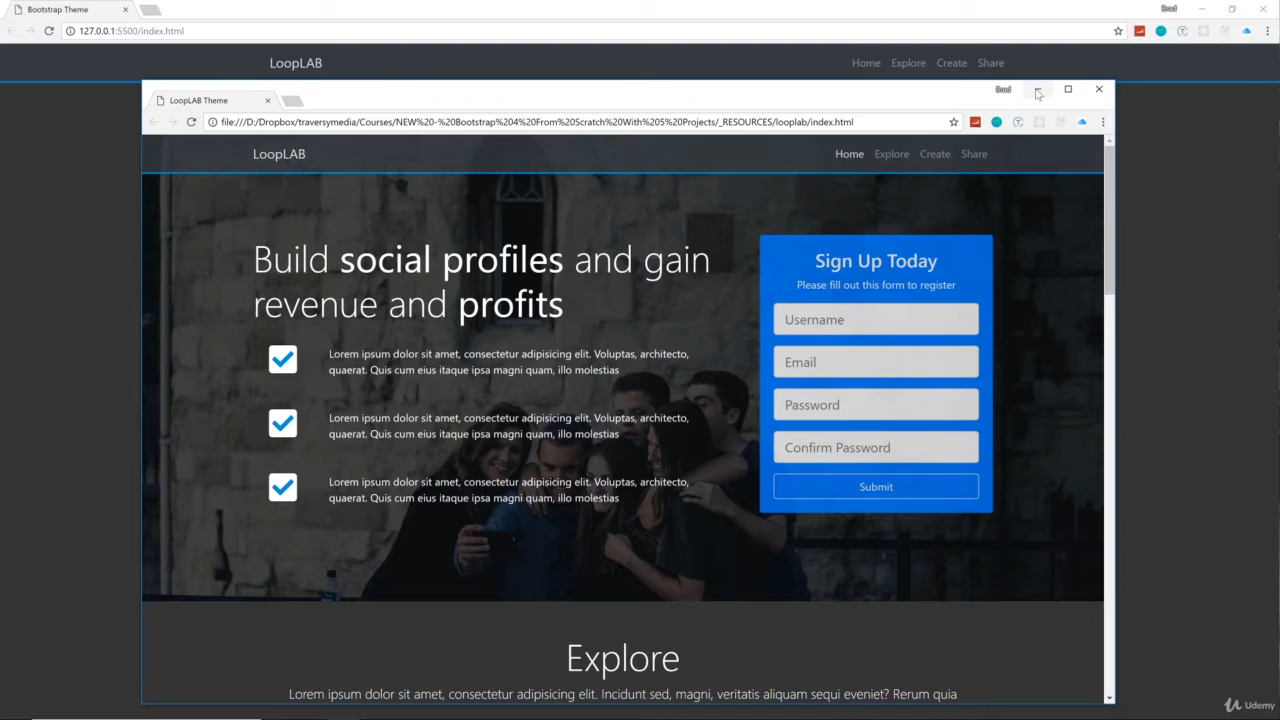 Bootstrap Theme
Brad
127.0.0.1:5500/index.html
LoopLAB
Home Explore Create Share
Brad
LoopLAB Theme
file:///D:/Dropbox/traversymedia/Courses/NEW%20-%20Bootstrap%204%20From%20Scratch%20With%205%20Projects/_RESOURCES/looplab/index.html
LoopLAB
Home Explore Create Share
Build social profiles and gain
revenue and profits
Lorem ipsum dolor sit amet, consectetur adipisicing elit. Voluptas, architecto,
quaerat. Quis cum eius itaque ipsa magni quam, illo molestias
Lorem ipsum dolor sit amet, consectetur adipisicing elit. Voluptas, architecto,
quaerat. Quis cum eius itaque ipsa magni quam, illo molestias
Lorem ipsum dolor sit amet, consectetur adipisicing elit. Voluptas, architecto,
quaerat. Quis cum eius itaque ipsa magni quam, illo molestias
Sign Up Today
Please fill out this form to register
Username
Email
Password
Confirm Password
Submit
Explore
Lorem ipsum dolor sit amet, consectetur adipisicing elit. Incidunt sed, magni, veritatis aliquam sequi eveniet? Rerum quia
Udemy